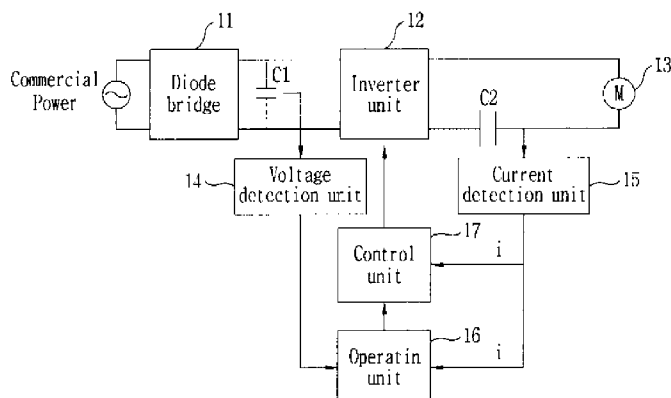 11
12
13
Commercial
Power
Diode
bridge
C1
Inverter
unit
C2
M
14
Voltage
detection unit
Current
detection unit
15
17
Control
unit
i
16
Operatin
unit
i